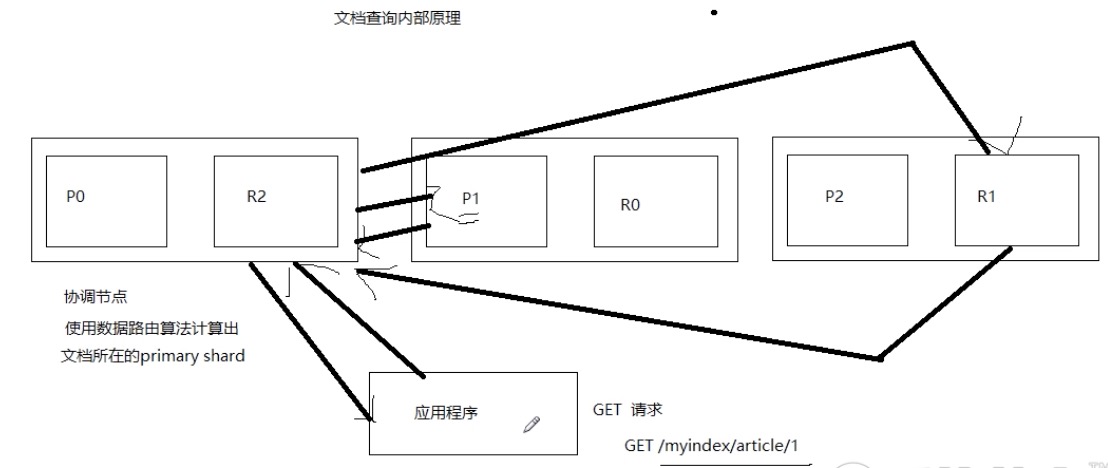 文档查询内部原理
P0
R2
P1
R0
P2
R1
协调节点
使用数据路由算法计算出
文档所在的primary shard
应用程序
GET 请求
GET /myindex/article/1